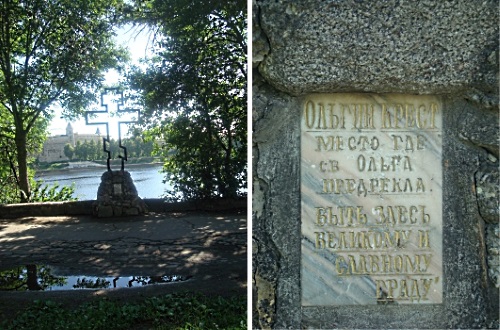 ОЛЬГИН КРЕСТ
МЕСТО ГДЕ
СВ ОЛЬГА
ПРЕДРЕКЛА:
БЫТЬ ЗДЕСЬ
ВЕЛИКОМУ И
СЛАВНОМУ
ГРАДУ